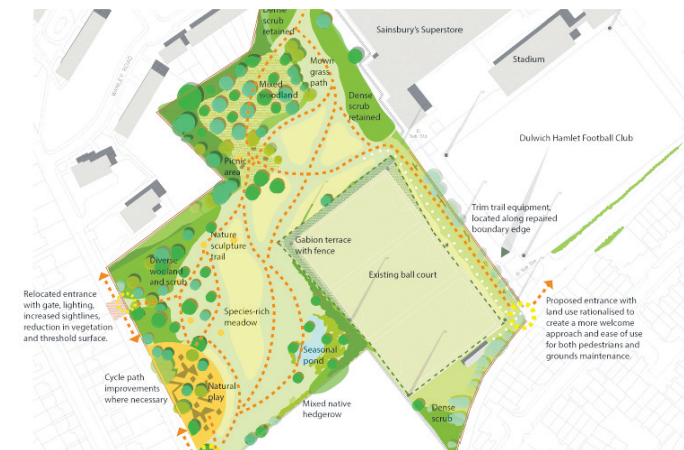 Dense
scrub
retained
Sainsbury's Superstore
Stadium
Mown
grass
path
Mixed
woodland
Dense
scrub
retained
Dulwich Hamlet Football Club
Picnic
area
Trim trail equipment,
located along repaired
boundary edge
Nature
sculpture
trail
Gabion terrace
with fence
Diverse
wooland
and scrub
Existing ball court
Relocated entrance
with gate, lighting,
increased sightlines,
reduction in vegetation
and threshold surface.
Species-rich
meadow
Proposed entrance with
land use rationalised to
create a more welcome
approach and ease of use
for both pedestrians and
grounds maintenance.
Seasonal
pond
Cycle path
improvements
where necessary
Natural
play
Mixed native
hedgerow
Dense
scrub